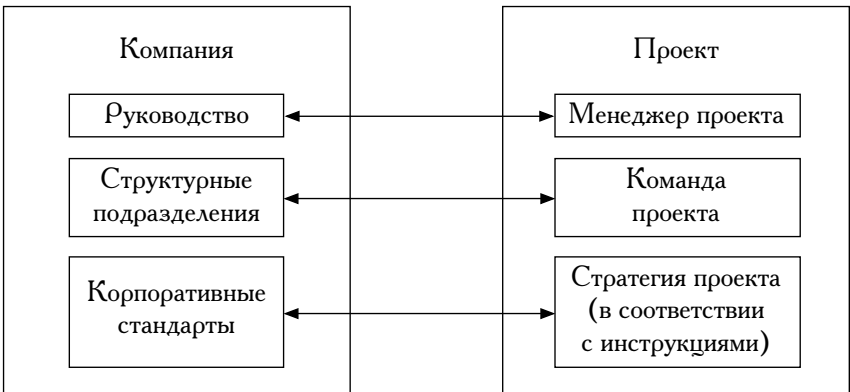 Компания
Руководство
Структурные
подразделения
Корпоративные
стандарты
Проект
Менеджер проекта
Команда
проекта
Стратегия проекта
(в соответствии
с инструкциями)